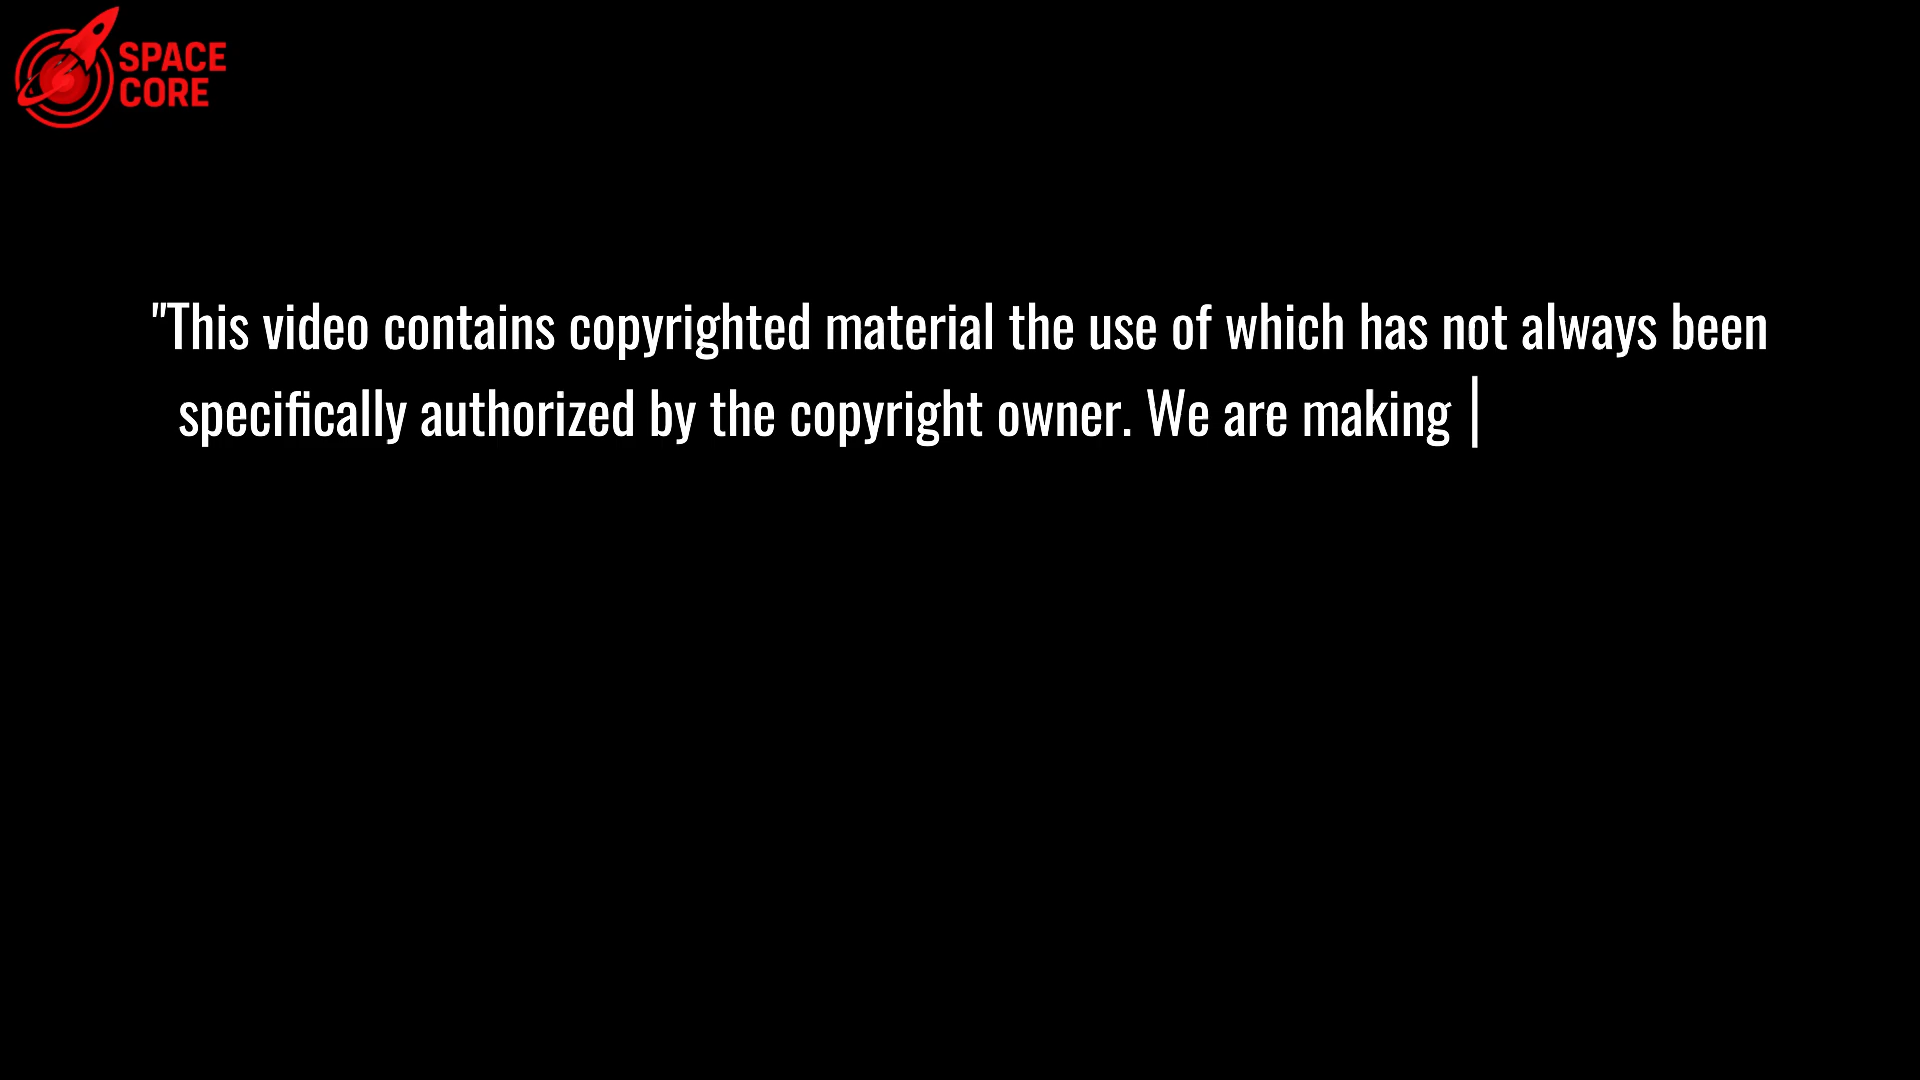 SPACE
CORE
"This video contains copyrighted material the use of which has not always been
specifically authorized by the copyright owner. We are making